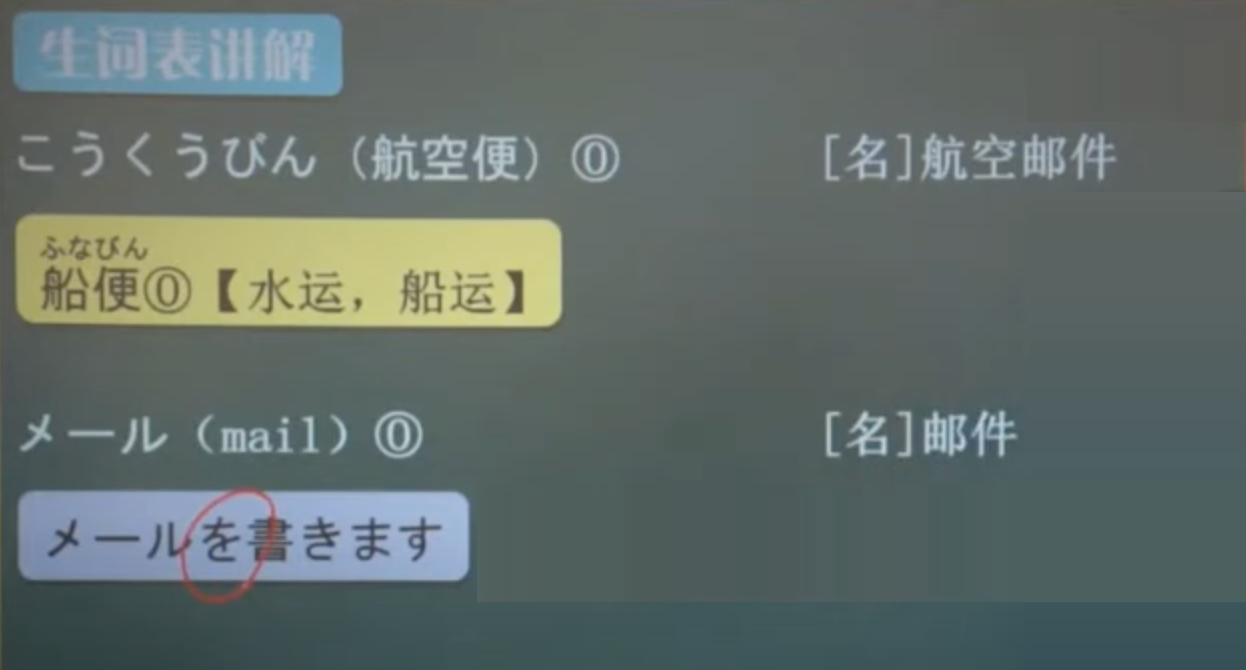 生词表讲解
こうくうびん（航空便）⓪ [名]航空邮件
ふなびん
船便⓪【水运，船运】
メール（mail）⓪ [名]邮件
メールを書きます